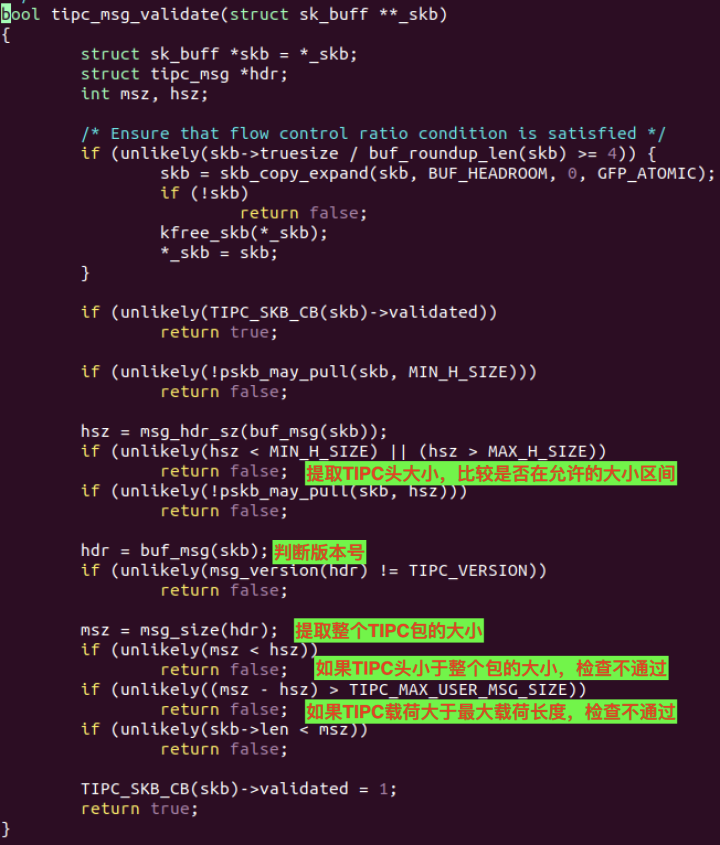 bool tipc_msg_validate(struct sk_buff **_skb)
{
struct sk_buff *skb = *_skb;
struct tipc_msg *hdr;
int msz, hsz;
/* Ensure that flow control ratio condition is satisfied */
if (unlikely(skb->truesize / buf_roundup_len(skb) >= 4)) {
skb = skb_copy_expand(skb, BUF_HEADROOM, 0, GFP_ATOMIC);
if (!skb)
return false;
kfree_skb(*_skb);
*_skb = skb;
}
if (unlikely(TIPC_SKB_CB(skb)->validated))
return true;
if (unlikely(!pskb_may_pull(skb, MIN_H_SIZE)))
return false;
hsz = msg_hdr_sz(buf_msg(skb));
if (unlikely(hsz < MIN_H_SIZE) || (hsz > MAX_H_SIZE))
return false; 提取TIPC头大小，比较是否在允许的大小区间
if (unlikely(!pskb_may_pull(skb, hsz)))
return false;
hdr = buf_msg(skb); 判断版本号
if (unlikely(msg_version(hdr) != TIPC_VERSION))
return false;
msz = msg_size(hdr); 提取整个TIPC包的大小
if (unlikely(msz < hsz))
return false; 如果TIPC头小于整个包的大小，检查不通过
if (unlikely((msz - hsz) > TIPC_MAX_USER_MSG_SIZE))
return false; 如果TIPC载荷大于最大载荷长度，检查不通过
if (unlikely(skb->len < msz))
return false;
TIPC_SKB_CB(skb)->validated = 1;
return true;
}